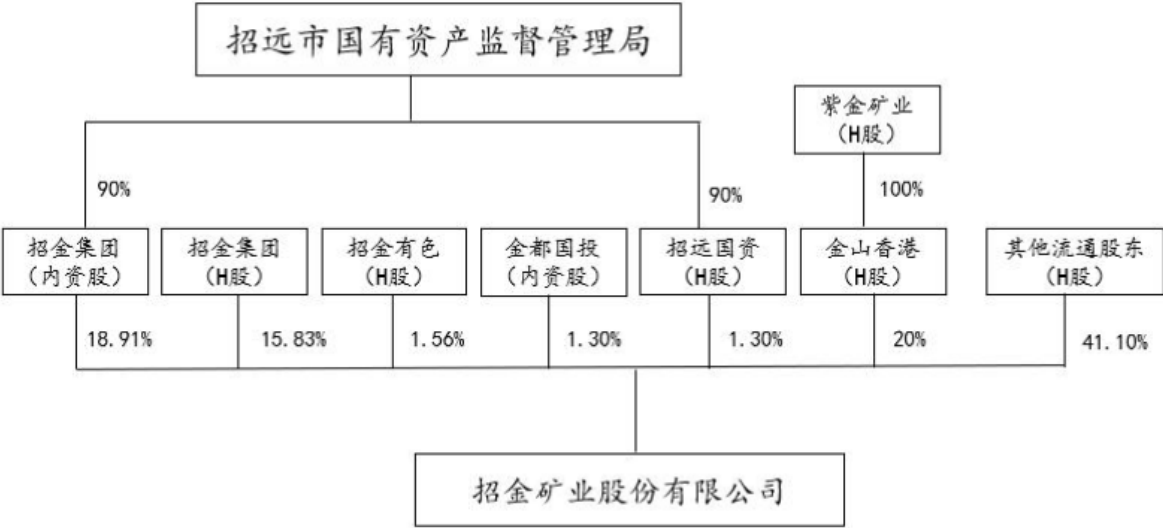 招远市国有资产监督管理局
紫金矿业
（H股）
90%
90%
100%
招金集团
（内资股）
招金集团
（H股）
招金有色
（H股）
金都国投
（内资股）
招远国资
（H股）
金山香港
（H股）
其他流通股东
（H股）
18.91%
15.83%
1.56%
1.30%
1.30%
20%
41.10%
招金矿业股份有限公司